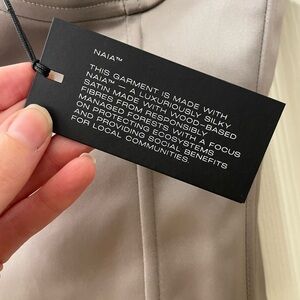 NAIA™
THIS GARMENT IS MADE WITH
NAIA™ — A LUXURIOUSLY SILKY
SATIN MADE WITH WOOD-BASED
FIBRES FROM RESPONSIBLY
MANAGED FORESTS WITH A FOCUS
ON PROTECTING ECOSYSTEMS
AND PROVIDING SOCIAL BENEFITS
FOR LOCAL COMMUNITIES